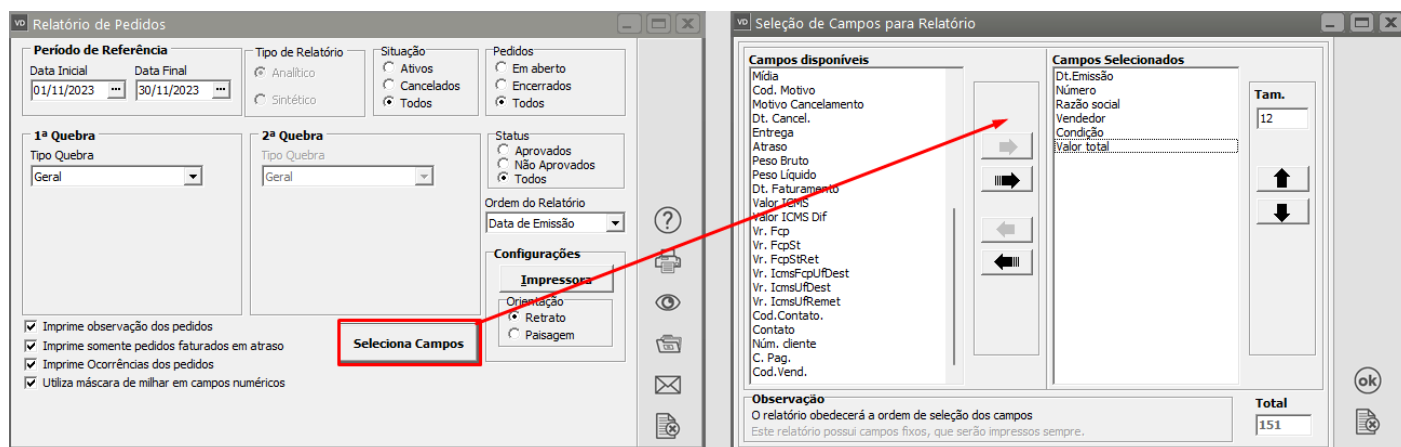 VD Relatório de Pedidos
Período de Referência
Data Inicial Data Final
01/11/2023 ... 30/11/2023 ...
Tipo de Relatório
Analítico
Sintético
Situação
Ativos
Cancelados
Todos
Pedidos
Em aberto
Encerrados
Todos
1ª Quebra
Tipo Quebra
Geral
2ª Quebra
Tipo Quebra
Geral
Status
Aprovados
Não Aprovados
Todos
Ordem do Relatório
Data de Emissão
Configurações
Impressora
Orientação
Retrato
Paisagem
Imprime observação dos pedidos
Imprime somente pedidos faturados em atraso
Imprime Ocorrências dos pedidos
Utiliza máscara de milhar em campos numéricos
Seleciona Campos
VD Seleção de Campos para Relatório
Campos disponíveis
Mídia
Cod. Motivo
Motivo Cancelamento
Dt. Cancel.
Entrega
Atraso
Peso Bruto
Peso Líquido
Dt. Faturamento
Valor ICMS
Valor ICMS Dif
Vr. Fcp
Vr. FcpSt
Vr. FcpStRet
Vr. IcmsFcpUfDest
Vr. IcmsUfDest
Vr. IcmsUfRemet
Cod.Contato.
Contato
Núm. cliente
C. Pag.
Cod.Vend.
Campos Selecionados
Dt.Emissão
Número
Razão social
Vendedor
Condição
Valor total
Tam.
12
ok
Observação
O relatório obedecerá a ordem de seleção dos campos
Este relatório possui campos fixos, que serão impressos sempre.
Total
151